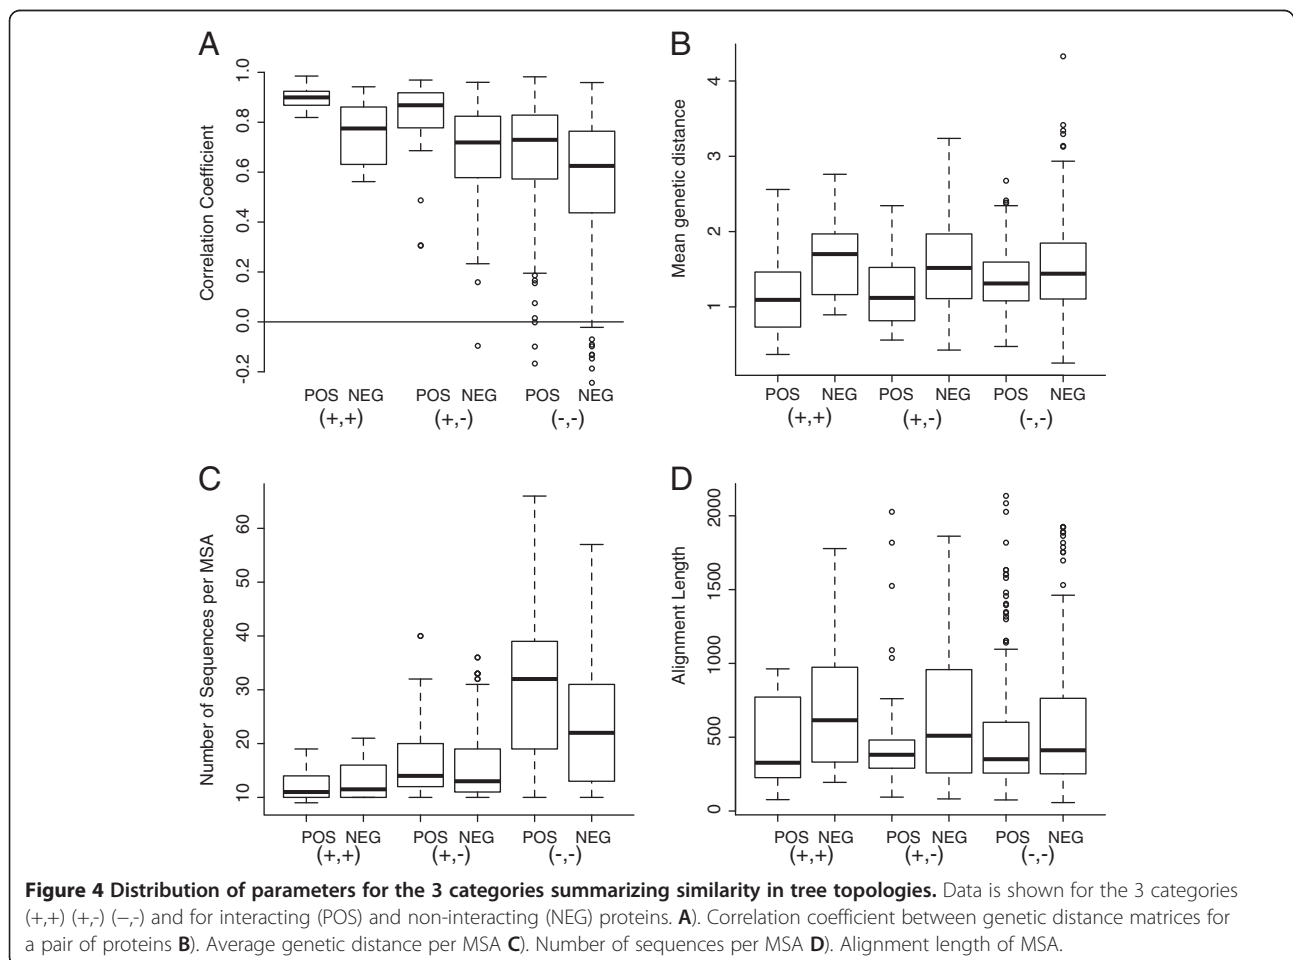 A
Correlation Coefficient
1.0
0.8
0.6
0.4
0.2
0.0
-0.2
POS NEG POS NEG POS NEG
(+,+) (+,-) (-,-)
B
Mean genetic distance
4
3
2
1
POS NEG POS NEG POS NEG
(+,+) (+,-) (-,-)
C
Number of Sequences per MSA
60
50
40
30
20
10
POS NEG POS NEG POS NEG
(+,+) (+,-) (-,-)
D
Alignment Length
2000
1500
1000
500
0
POS NEG POS NEG POS NEG
(+,+) (+,-) (-,-)
Figure 4 Distribution of parameters for the 3 categories summarizing similarity in tree topologies. Data is shown for the 3 categories
(+,+) (+,-) (−,-) and for interacting (POS) and non-interacting (NEG) proteins. A). Correlation coefficient between genetic distance matrices for
a pair of proteins B). Average genetic distance per MSA C). Number of sequences per MSA D). Alignment length of MSA.